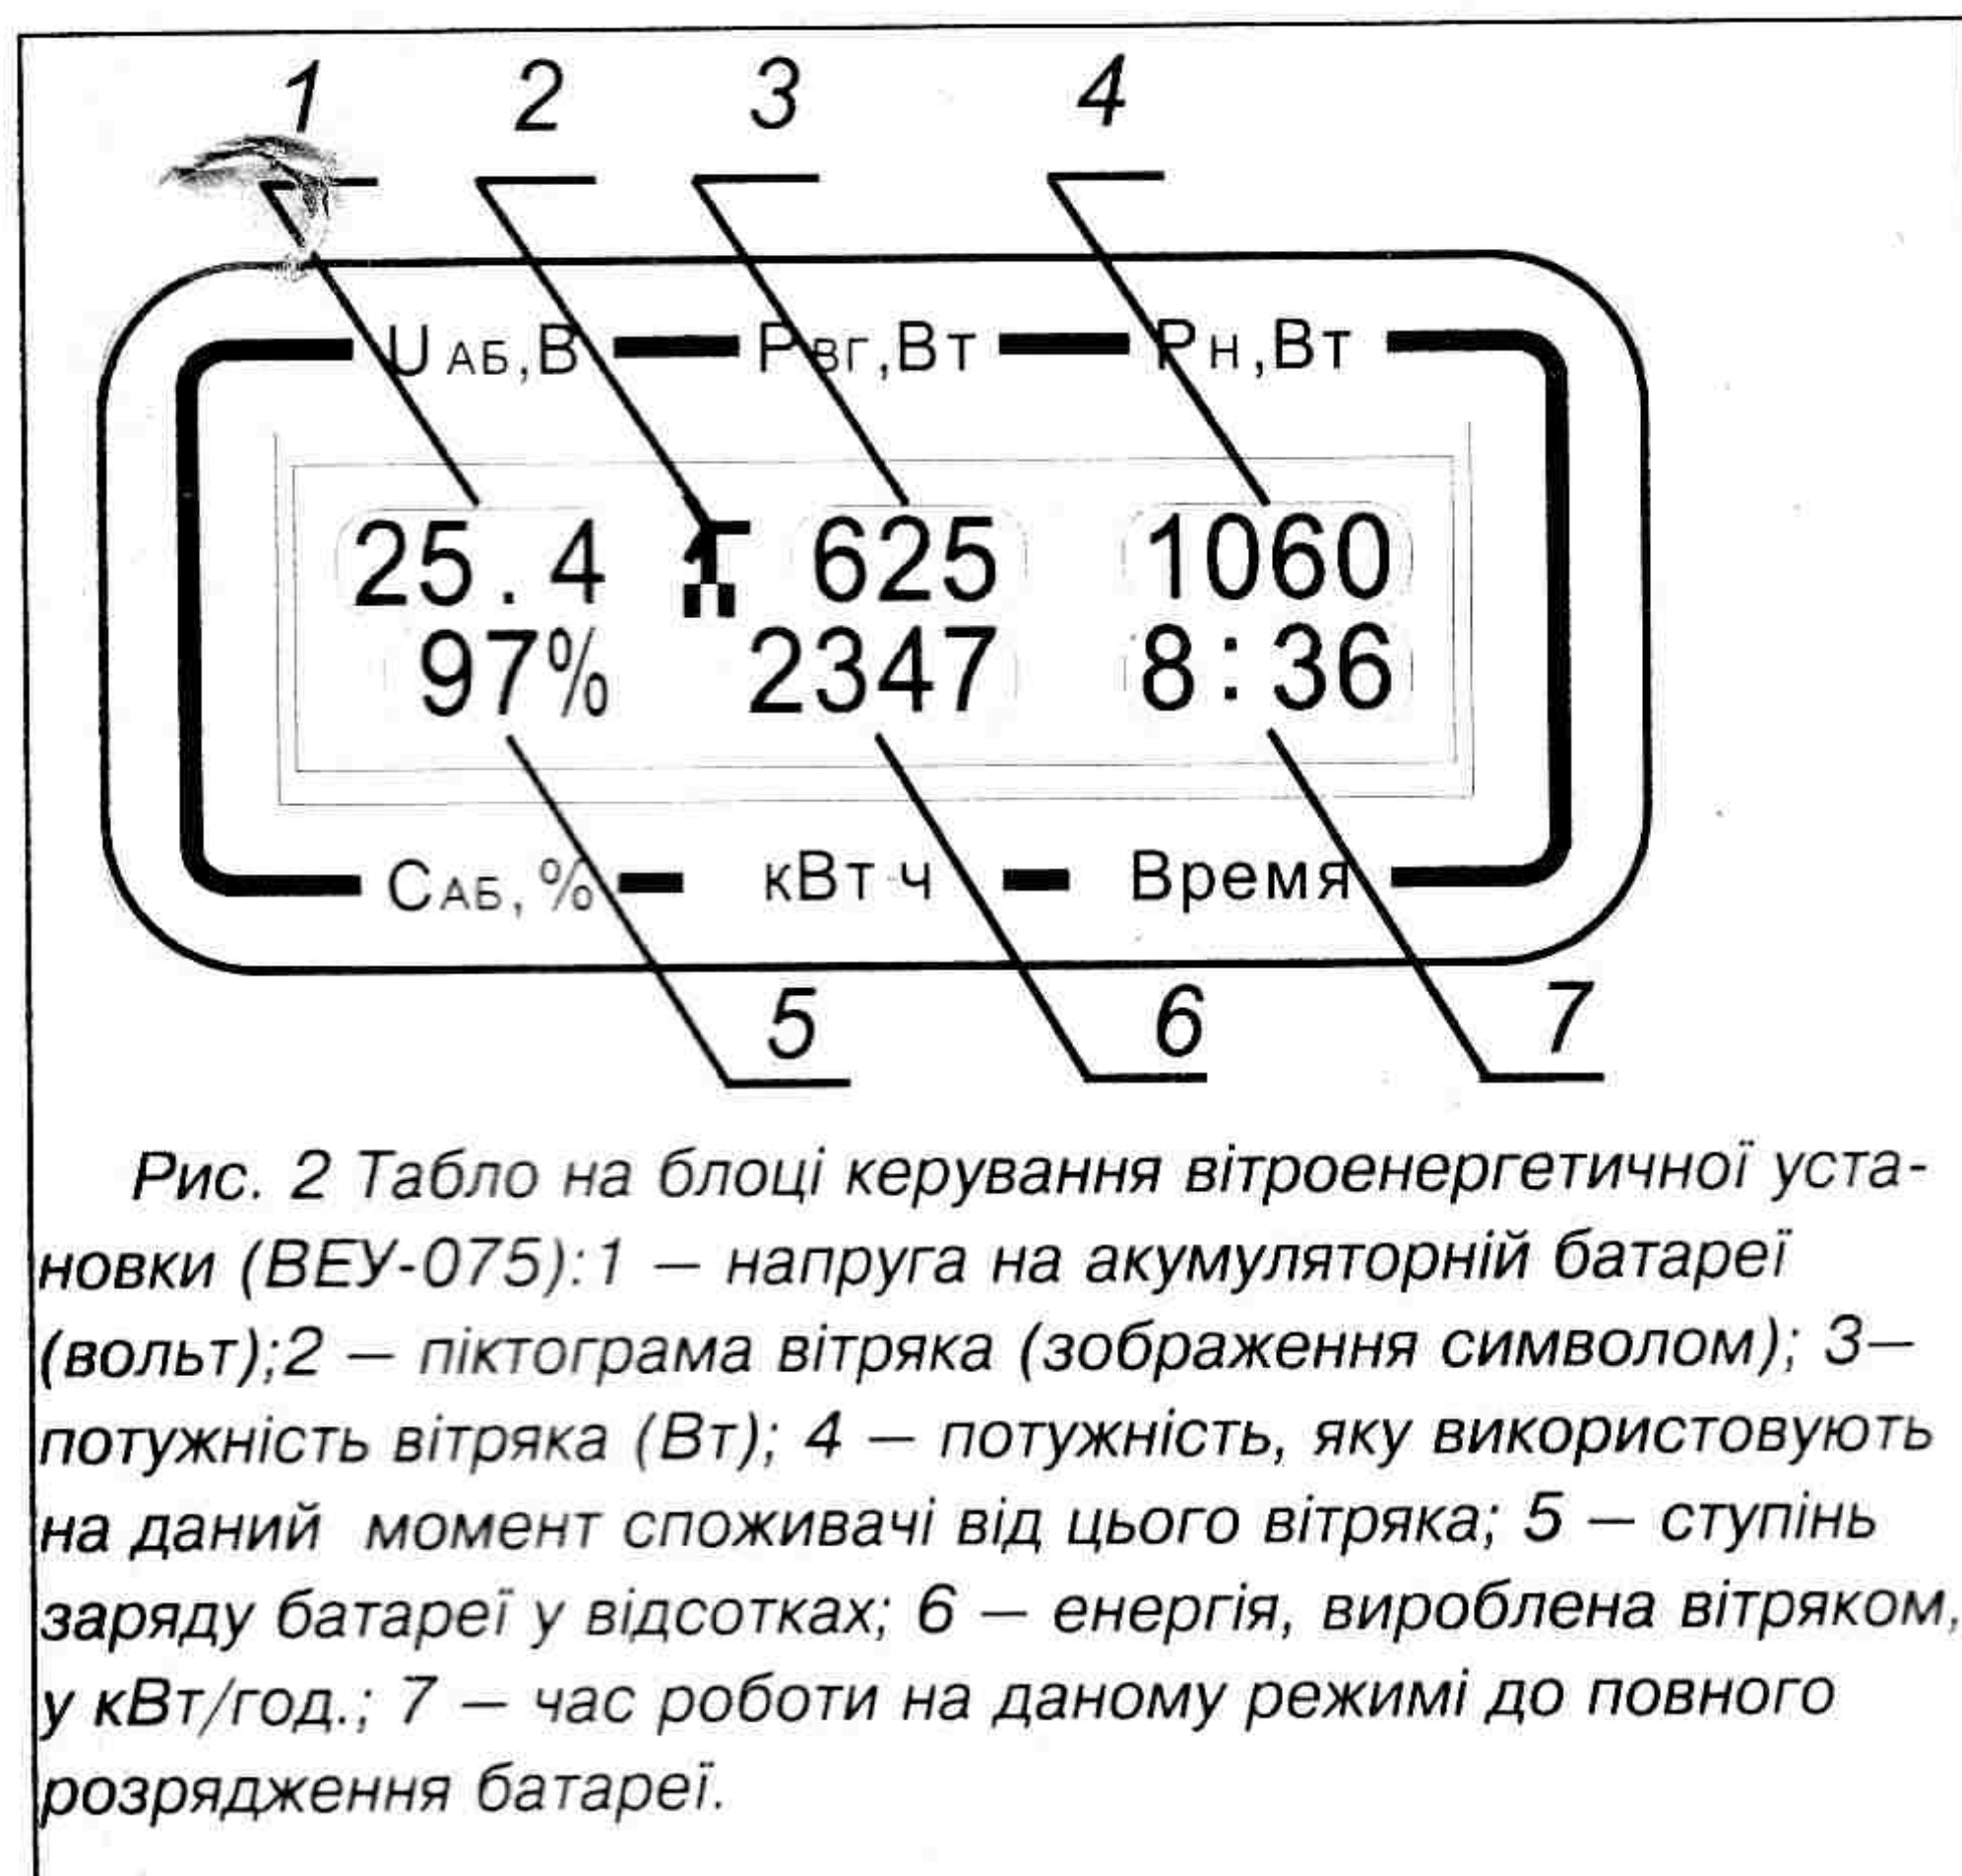 1 2 3 4
UАБ,В PВГ,Вт PН,Вт
25.4 625 1060
97% 2347 8:36
CАБ,% кВт·ч Время
5 6 7
Рис. 2 Табло на блоці керування вітроенергетичної уста-
новки (ВЕУ-075):1 — напруга на акумуляторній батареї
(вольт);2 — піктограма вітряка (зображення символом); 3—
потужність вітряка (Вт); 4 — потужність, яку використовують
на даний момент споживачі від цього вітряка; 5 — ступінь
заряду батареї у відсотках; 6 — енергія, вироблена вітряком,
у кВт/год.; 7 — час роботи на даному режимі до повного
розрядження батареї.